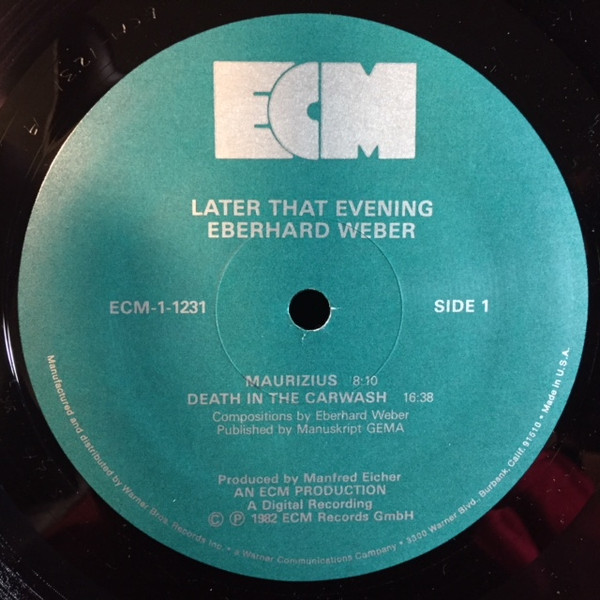 ECM
LATER THAT EVENING
EBERHARD WEBER
ECM-1-1231
SIDE 1
MAURIZIUS 8:10
DEATH IN THE CARWASH 16:38
Compositions by Eberhard Weber
Published by Manuskript GEMA
Produced by Manfred Eicher
AN ECM PRODUCTION
A Digital Recording
© ℗ 1982 ECM Records GmbH
Manufactured and distributed by Warner Bros. Records Inc. • a Warner Communications Company • 3300 Warner Blvd., Burbank, Calif. 91510 • Made in U.S.A.